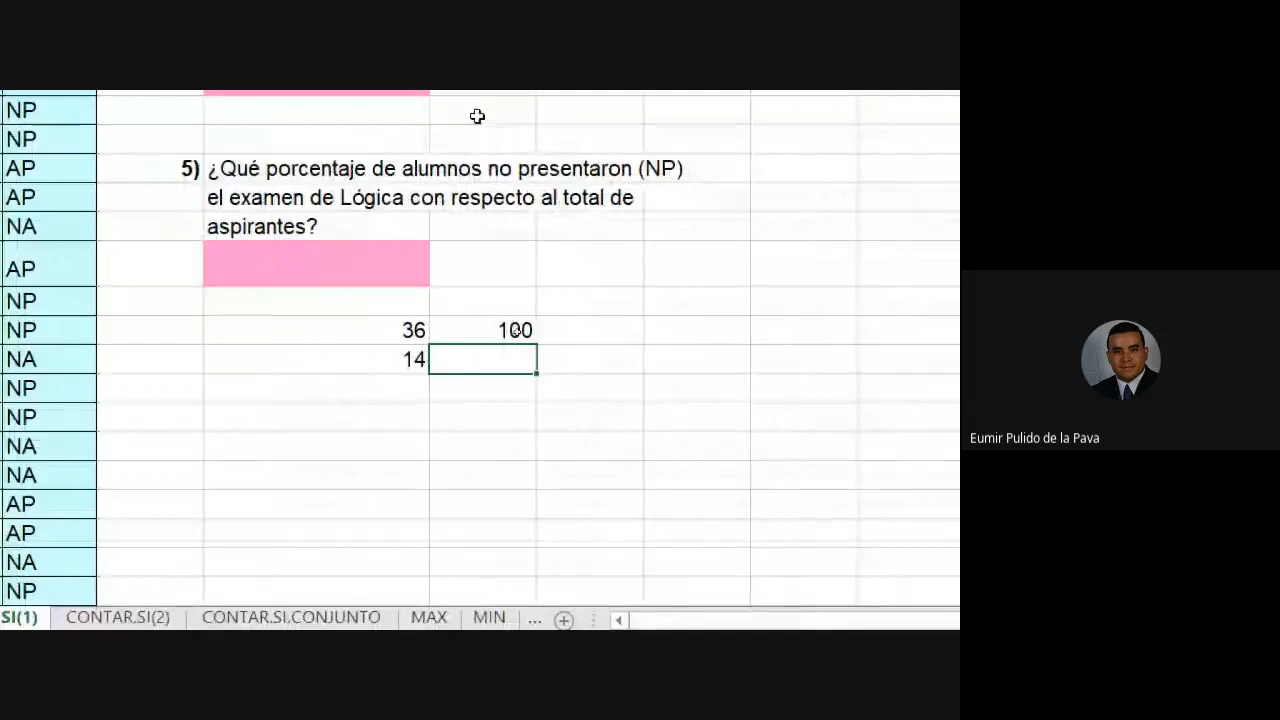 NP
NP
AP 5) ¿Qué porcentaje de alumnos no presentaron (NP)
AP el examen de Lógica con respecto al total de
NA aspirantes?
AP
NP
NP 36 100
NA 14
NP
NP
NA
NA
AP
AP
NA
NP
SI(1) CONTAR.SI(2) CONTAR.SI.CONJUNTO MAX MIN ...
Eumir Pulido de la Pava